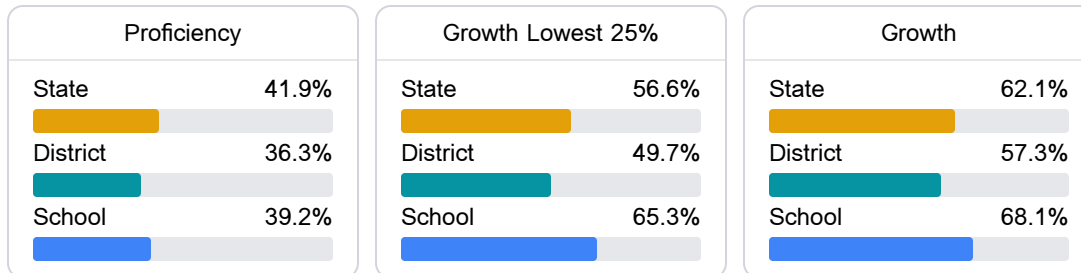 Proficiency
State 41.9%
District 36.3%
School 39.2%
Growth Lowest 25%
State 56.6%
District 49.7%
School 65.3%
Growth
State 62.1%
District 57.3%
School 68.1%